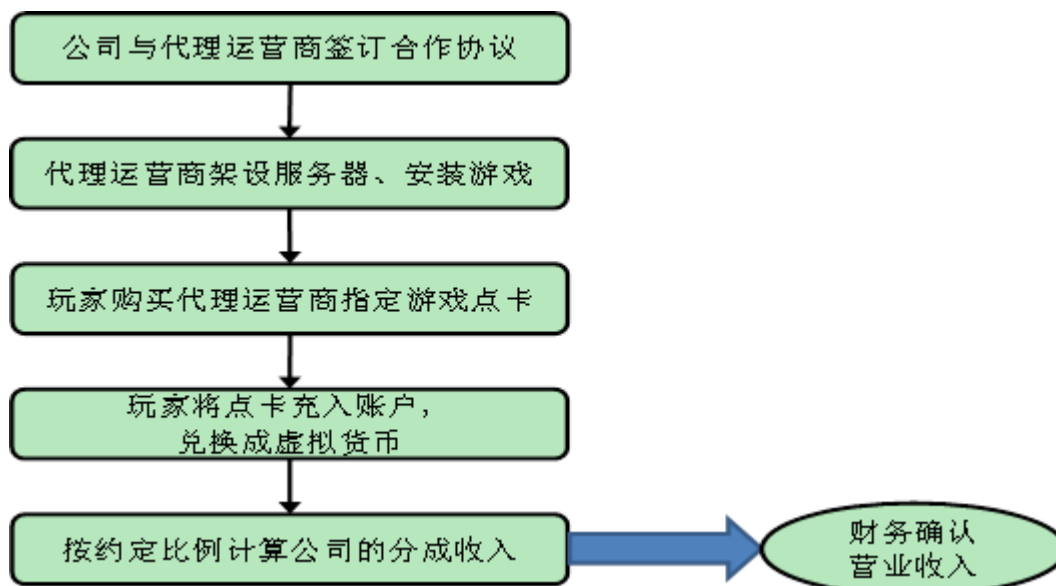 公司与代理运营商签订合作协议
代理运营商架设服务器、安装游戏
玩家购买代理运营商指定游戏点卡
玩家将点卡充入账户，
兑换成虚拟货币
按约定比例计算公司的分成收入
财务确认
营业收入